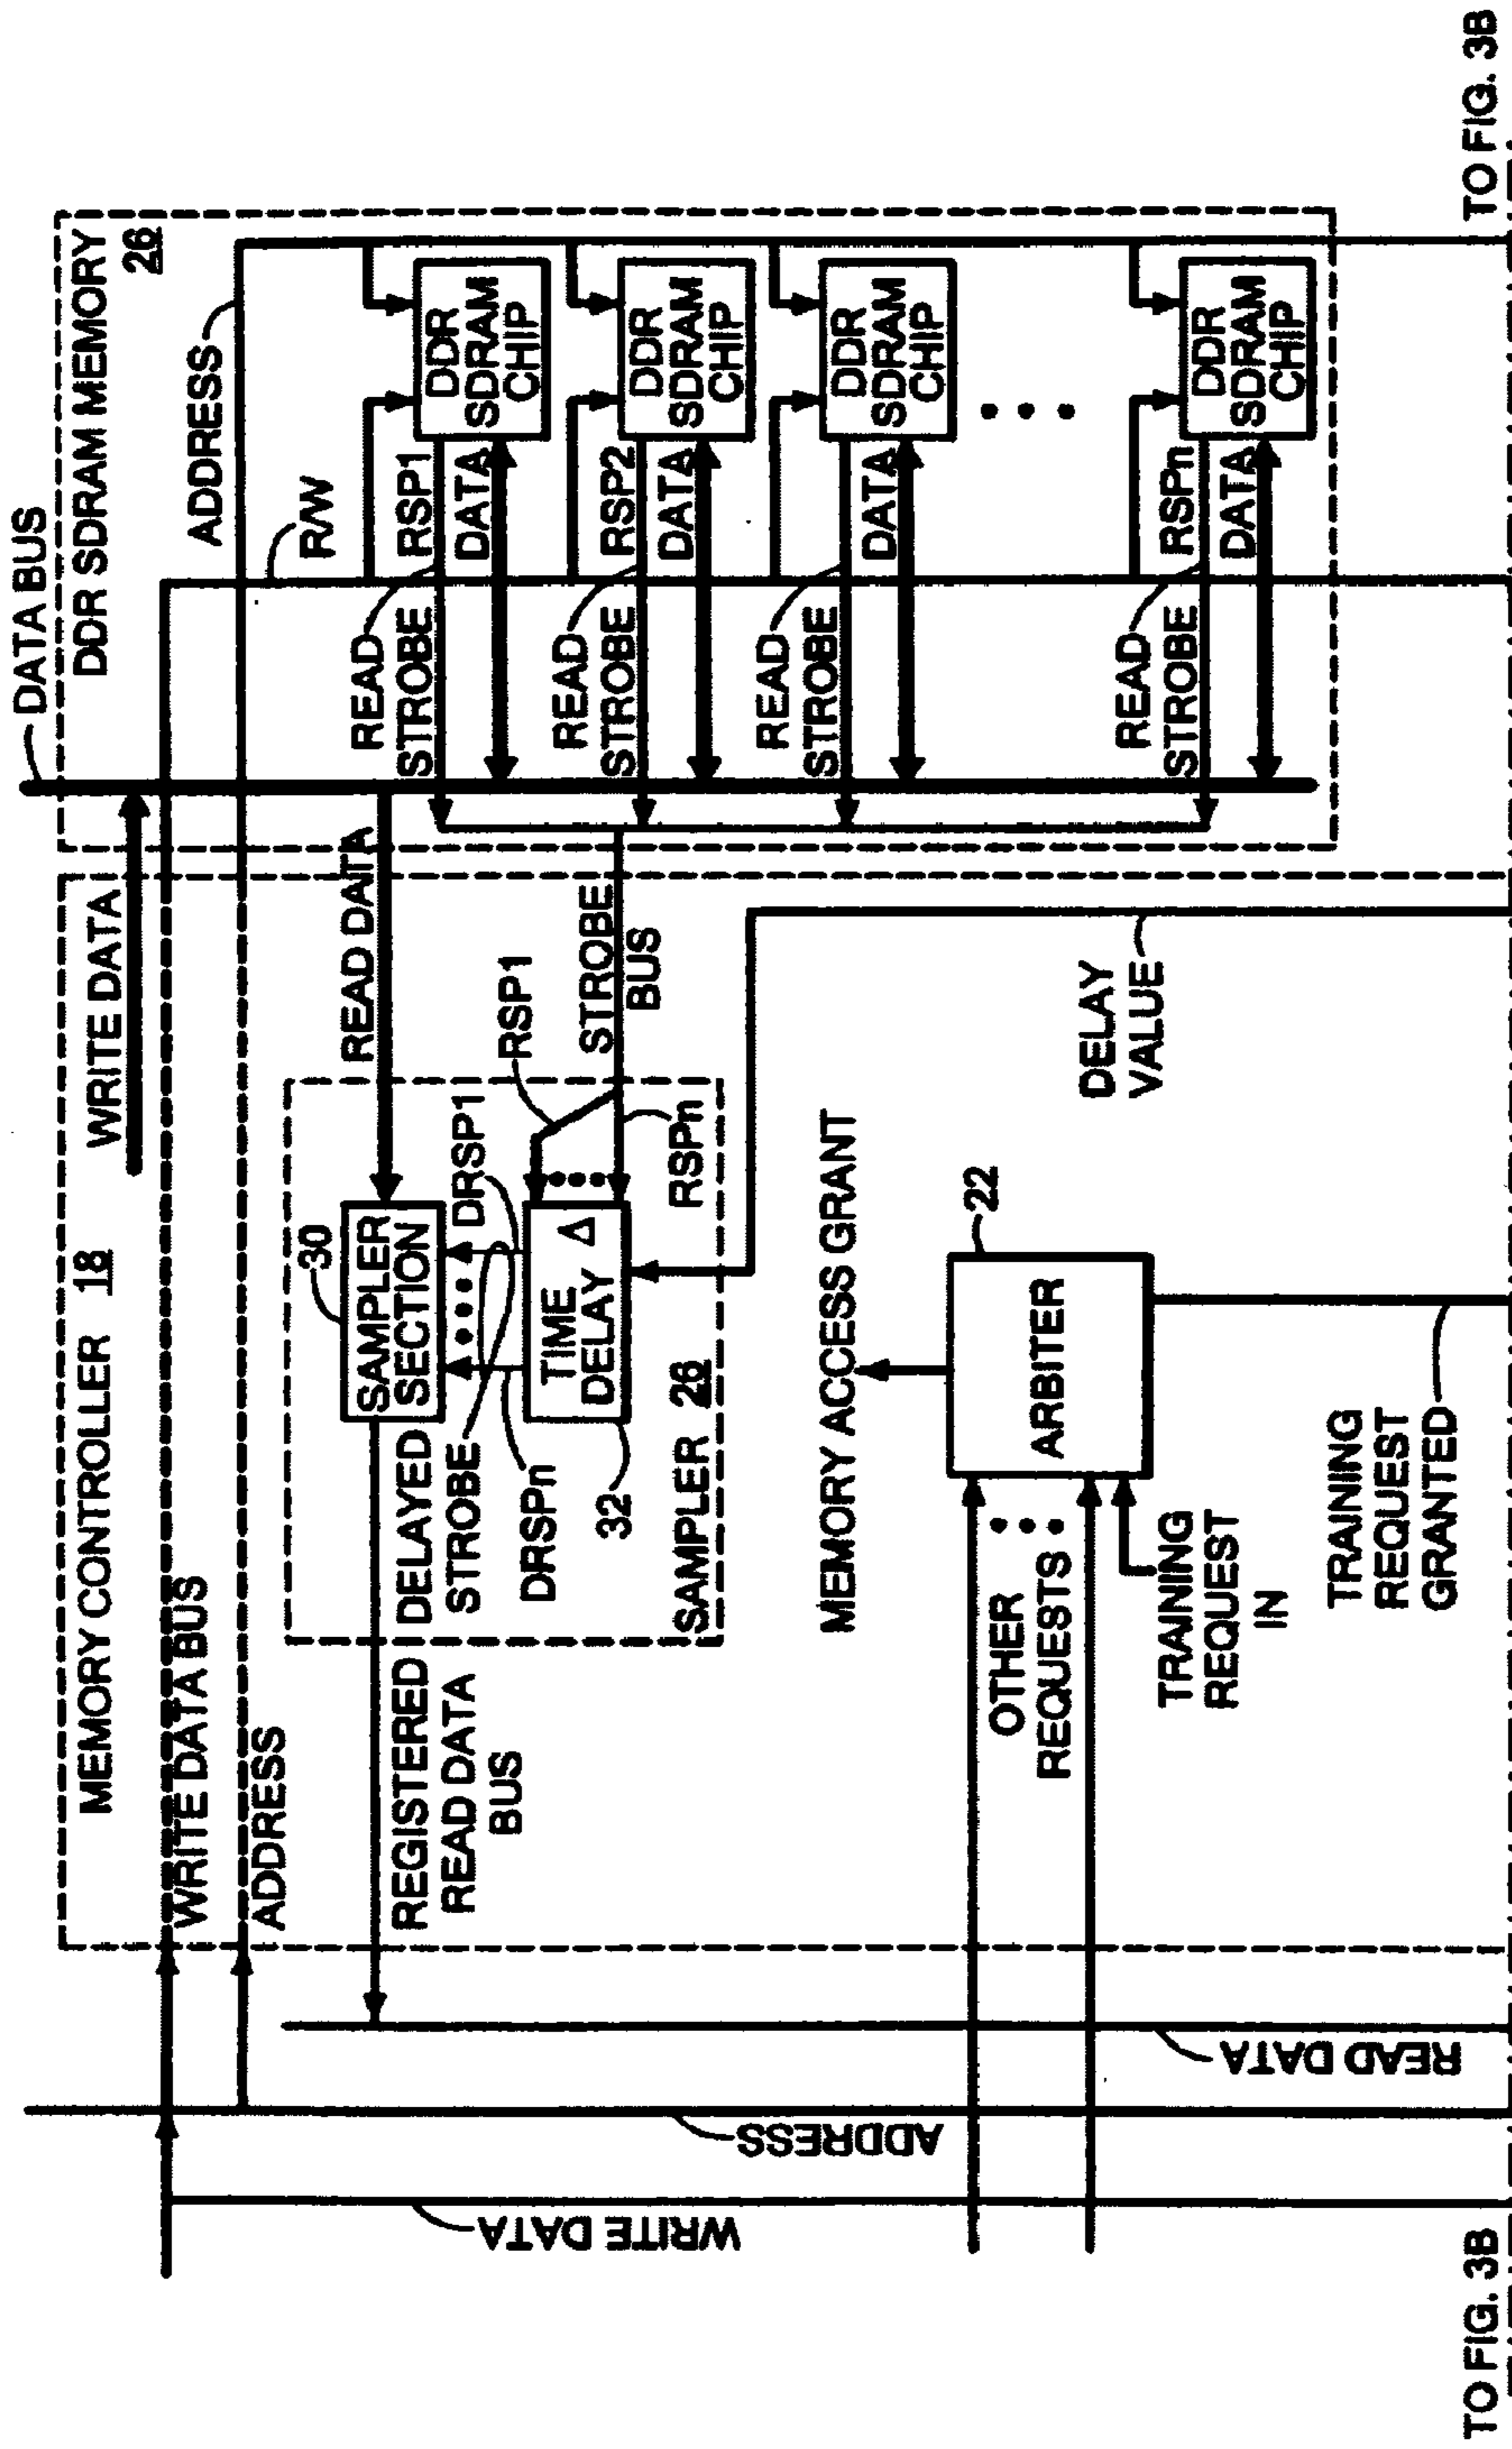 DATA BUS
DDR SDRAM MEMORY
26
ADDRESS
R/W
READ
STROBE
RSP1
DATA
DDR
SDRAM
CHIP
READ
STROBE
RSP2
DATA
DDR
SDRAM
CHIP
READ
STROBE
DATA
DDR
SDRAM
CHIP
READ
STROBE
RSPn
DATA
DDR
SDRAM
CHIP
MEMORY CONTROLLER 18
WRITE DATA
WRITE DATA BUS
ADDRESS
READ DATA
30
SAMPLER
SECTION
REGISTERED
READ DATA
BUS
DELAYED
STROBE
DRSP1
RSP1
STROBE
BUS
DRSPn
TIME
DELAY Δ
RSPn
32
SAMPLER 26
MEMORY ACCESS GRANT
22
ARBITER
OTHER
REQUESTS
TRAINING
REQUEST
IN
DELAY
VALUE
TRAINING
REQUEST
GRANTED
WRITE DATA
ADDRESS
READ DATA
TO FIG. 3B
TO FIG. 3B